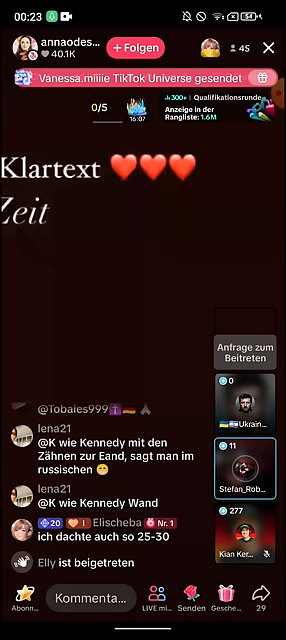 00:23
54
annaodes...
40.1K
+ Folgen
45
Vanessa.miiiie TikTok Universe gesendet
0/5
16:07
300+ | Qualifikationsrunde
Anzeige in der
Rangliste: 1.6M
Klartext ❤️❤️❤️
Zeit
Anfrage zum
Beitreten
0
🇺🇦🇮🇱Ukrain...
11
Stefan_Rob...
277
Kian Ker...
@Tobaies999✝️🇩🇪🙏🏽
lena21
@K wie Kennedy mit den
Zähnen zur Eand, sagt man im
russischen 😁
lena21
@K wie Kennedy Wand
20 I Elischeba Nr. 1
ich dachte auch so 25-30
Elly ist beigetreten
Abonn...
Kommenta...
LIVE mi...
Senden
Gesche...
29